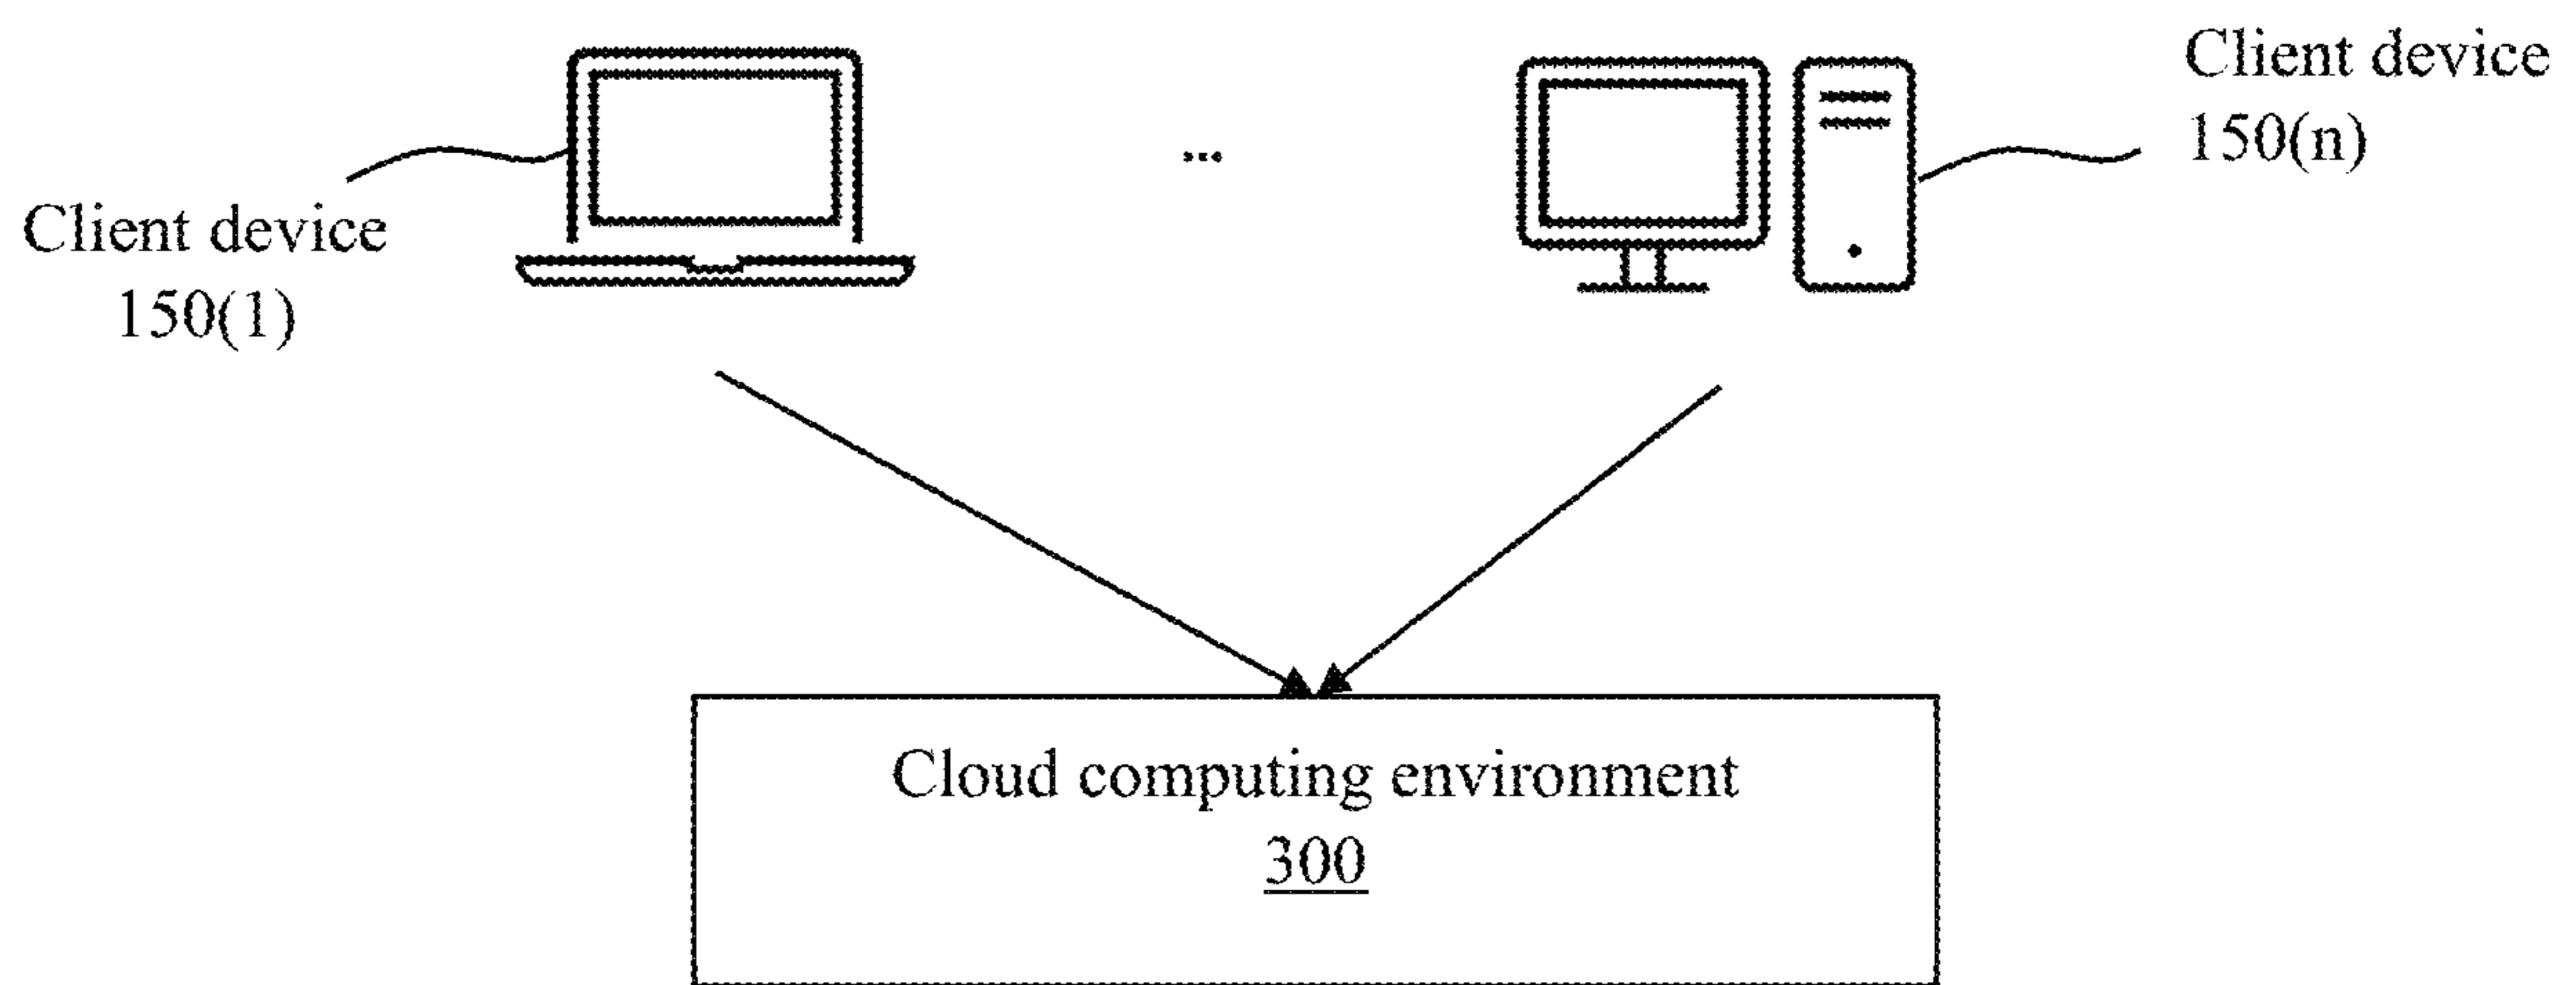 Client device
150(n)
...
Client device
150(1)
Cloud computing environment
300